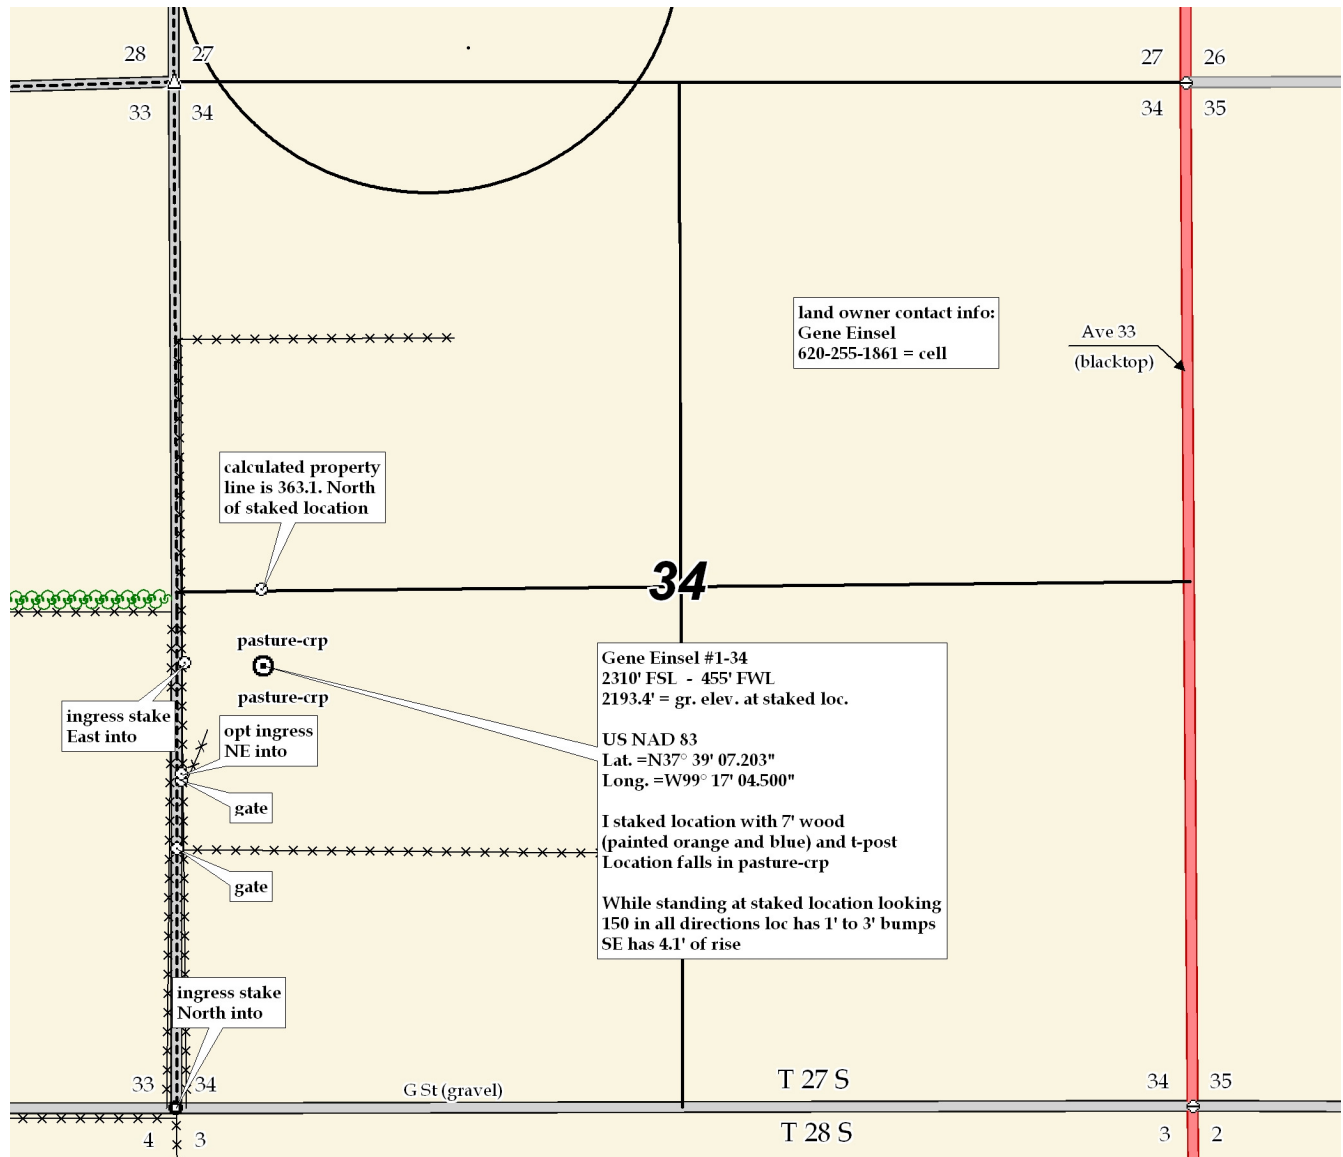 28 27
27 26
33 34
34 35
land owner contact info:
Gene Einsel
620-255-1861 = cell
Ave 33
(blacktop)
calculated property
line is 363.1. North
of staked location
34
pasture-crp
pasture-crp
Gene Einsel #1-34
2310' FSL - 455' FWL
2193.4' = gr. elev. at staked loc.
US NAD 83
Lat. =N37° 39' 07.203"
Long. =W99° 17' 04.500"
I staked location with 7' wood
(painted orange and blue) and t-post
Location falls in pasture-crp
While standing at staked location looking
150 in all directions loc has 1' to 3' bumps
SE has 4.1' of rise
ingress stake
East into
opt ingress
NE into
gate
gate
ingress stake
North into
33 34
G St (gravel)
T 27 S
34 35
4 3
T 28 S
3 2